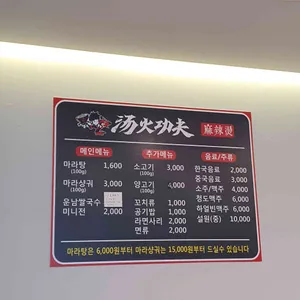 汤火功夫 麻辣烫
메인메뉴
마라탕 1,600
(100g)
마라샹궈 3,000
(100g)
운남쌀국수
미니전 2,000
추가메뉴
소고기 3,000
(100g)
양고기 4,000
(100g)
꼬치류 1,000
공기밥 1,000
라면사리 2,000
면류 2,000
음료/주류
한국음료 2,000
중국음료 3,000
소주/맥주 4,000
청도맥주 6,000
하얼빈맥주 6,000
설원(중) 10,000
마라탕은 6,000원부터 마라샹궈는 15,000원부터 드실수 있습니다